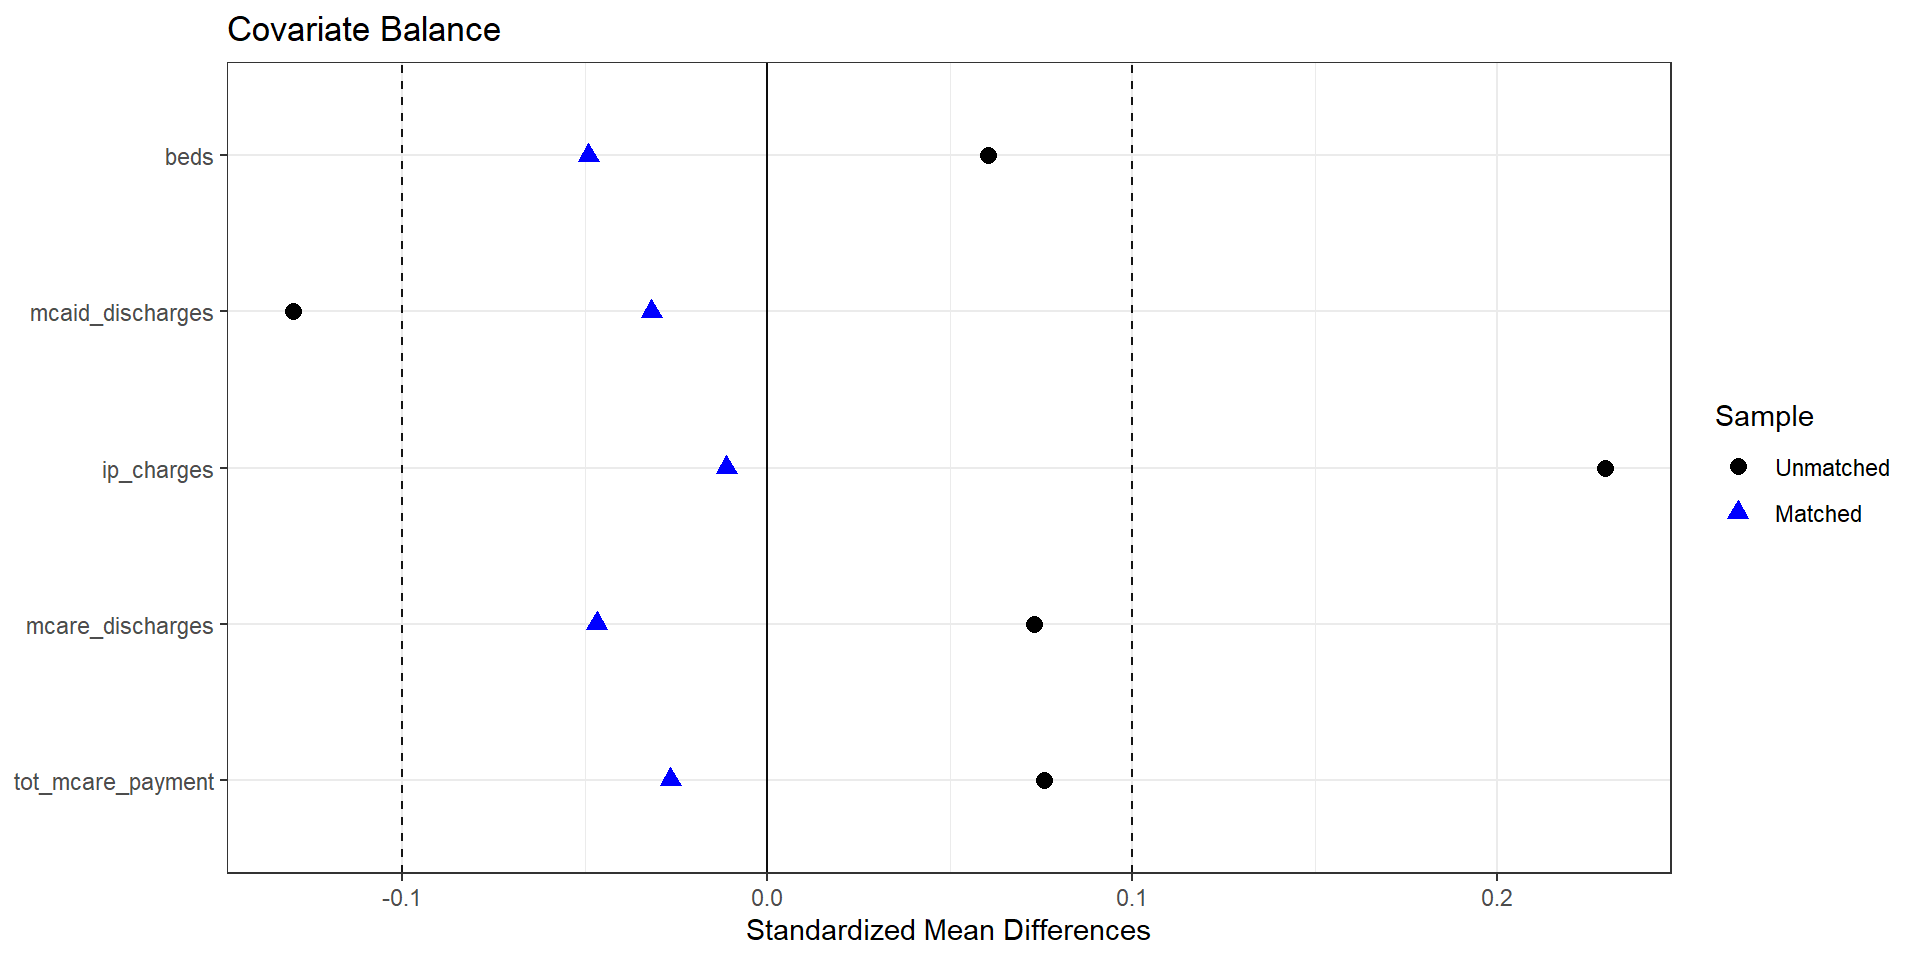 Covariate Balance
beds
mcaid_discharges
ip_charges
mcare_discharges
tot_mcare_payment
-0.1 0.0 0.1 0.2
Standardized Mean Differences
Sample
Unmatched
Matched